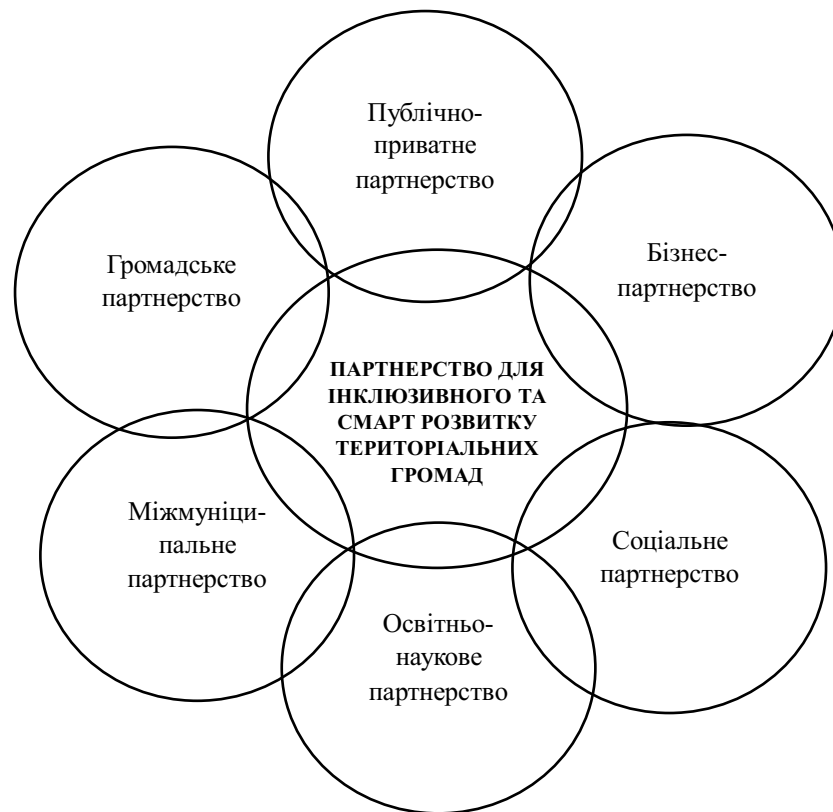 Публічно-
приватне
партнерство
Громадське
партнерство
Бізнес-
партнерство
ПАРТНЕРСТВО ДЛЯ
ІНКЛЮЗИВНОГО ТА
СМАРТ РОЗВИТКУ
ТЕРИТОРІАЛЬНИХ
ГРОМАД
Міжмуніци-
пальне
партнерство
Соціальне
партнерство
Освітньо-
наукове
партнерство